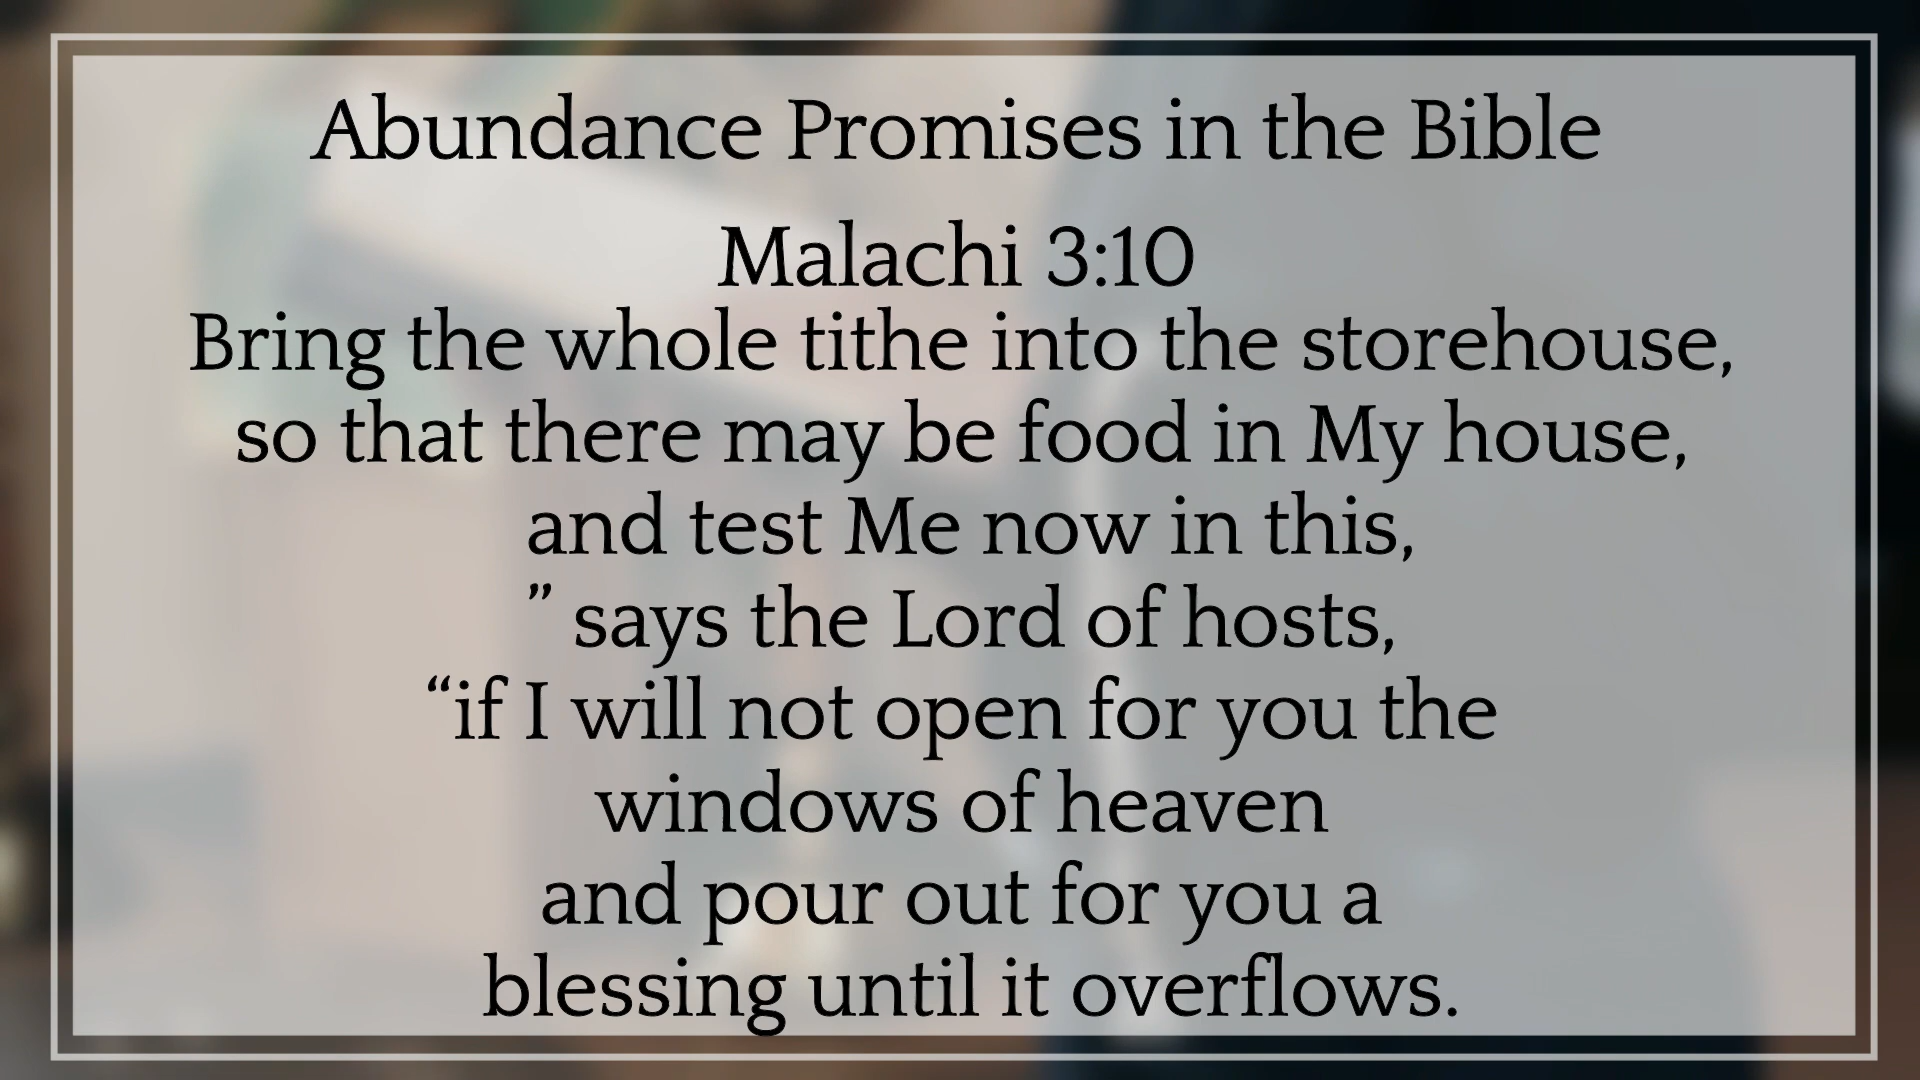 Abundance Promises in the Bible
Malachi 3:10
Bring the whole tithe into the storehouse,
so that there may be food in My house,
and test Me now in this,
” says the Lord of hosts,
“if I will not open for you the
windows of heaven
and pour out for you a
blessing until it overflows.